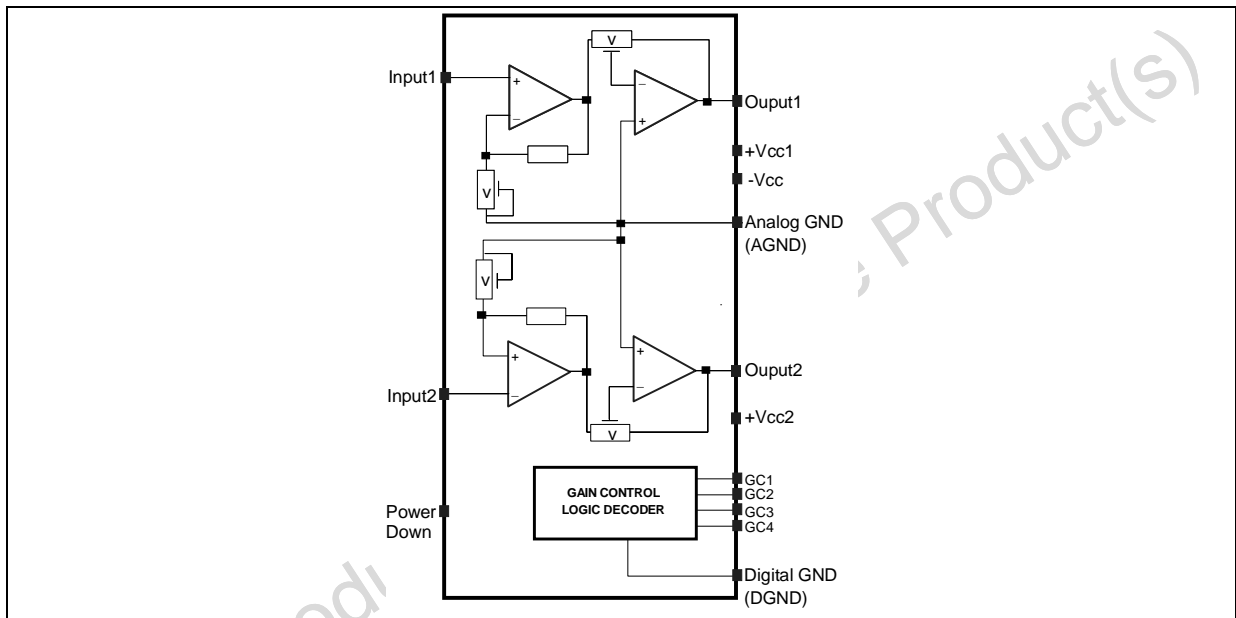 Input1
V
+
−
V
−
+
Ouput1
+Vcc1
-Vcc
Analog GND
(AGND)
V
+
−
Input2
+
−
V
Ouput2
+Vcc2
Power
Down
GAIN CONTROL
LOGIC DECODER
GC1
GC2
GC3
GC4
Digital GND
(DGND)
Product(s)